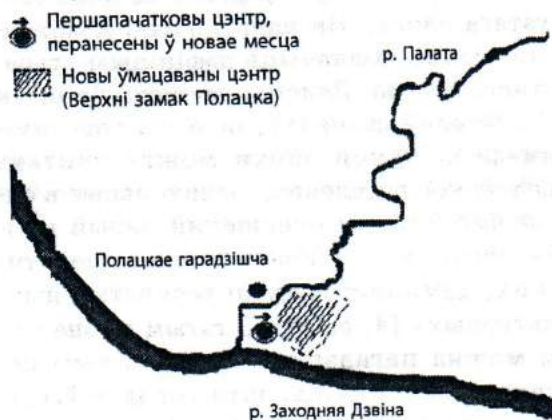 Першапачатковы цэнтр,
перанесены ў новае месца
Новы ўмацаваны цэнтр
(Верхні замак Полацка)
р. Палата
Полацкае гарадзішча
р. Заходняя Дзвіна